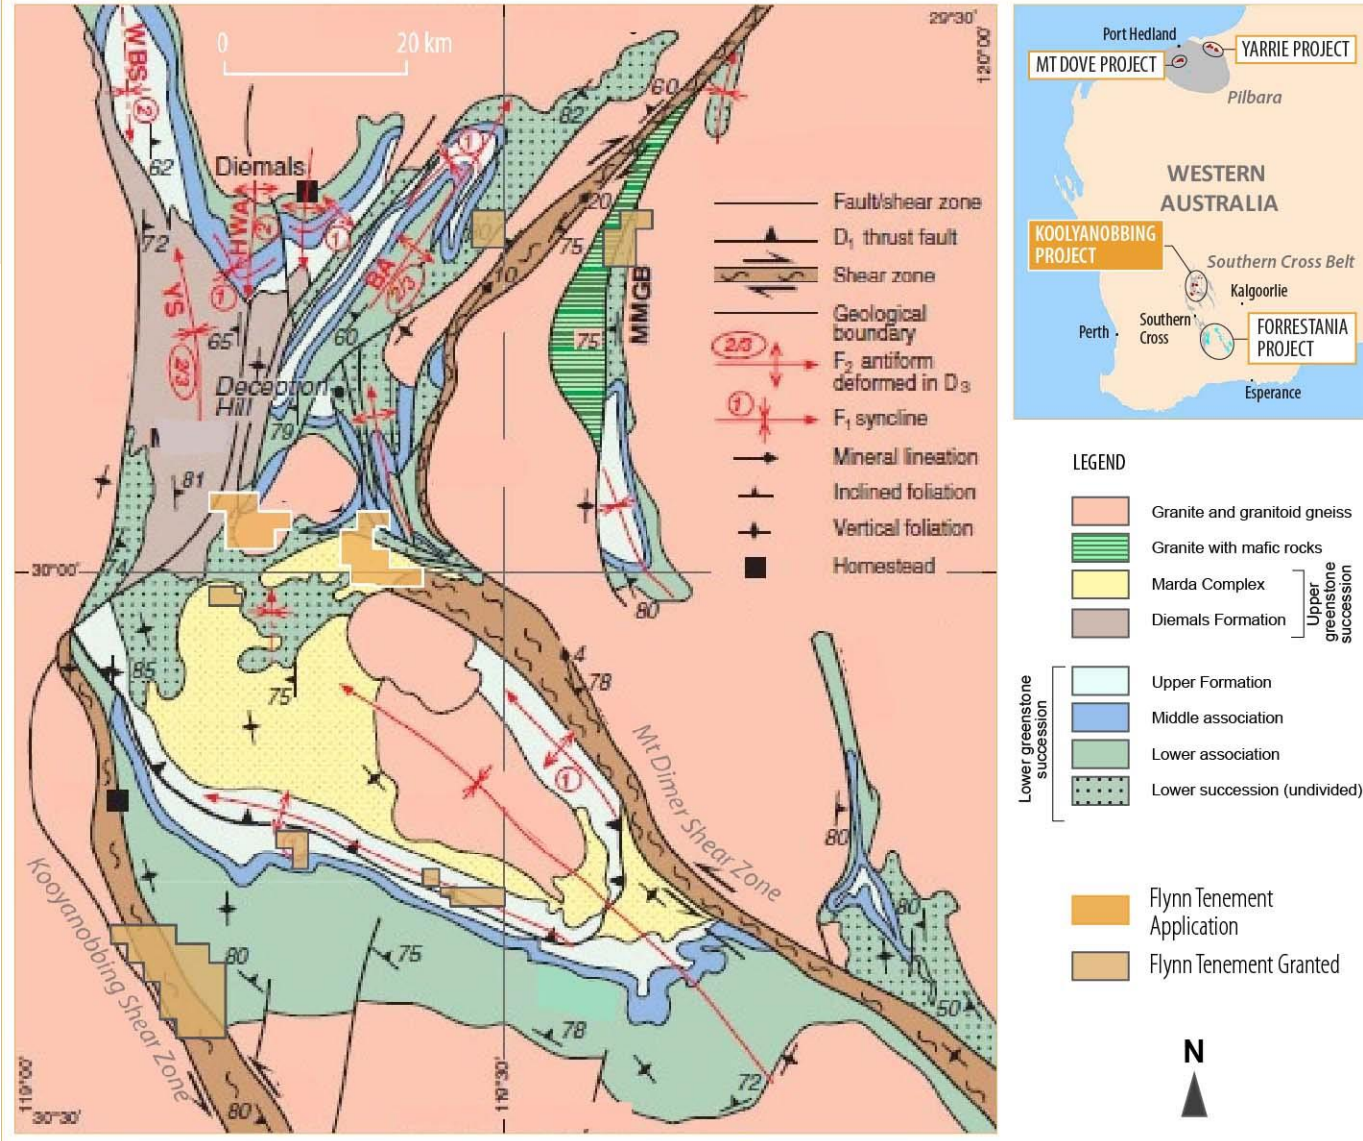 0 20 km
29°30'
120°00'
WBS
2
62
Diemals
72
HWA
2
1
1
1
YS
2/3
65
BA
2/3
60
Deception
Hill
79
81
74
82
60
20
75
10
75
MMGB
80
Fault/shear zone
D1 thrust fault
Shear zone
Geological
boundary
2/3
F2 antiform
deformed in D3
1
F1 syncline
Mineral lineation
Inclined foliation
Vertical foliation
Homestead
30°00'
85
75
4
78
1
Mt Dimer Shear Zone
80
80
50
Kooyanobbing Shear Zone
80
75
78
72
80
119°00'
30°30'
119°30'
Port Hedland
YARRIE PROJECT
MT DOVE PROJECT
Pilbara
WESTERN
AUSTRALIA
KOOLYANOBBING
PROJECT
Southern Cross Belt
Kalgoorlie
Perth
Southern
Cross
FORRESTANIA
PROJECT
Esperance
LEGEND
Granite and granitoid gneiss
Granite with mafic rocks
Marda Complex
Diemals Formation
Upper
greenstone
succession
Upper Formation
Middle association
Lower association
Lower succession (undivided)
Lower greenstone
succession
Flynn Tenement
Application
Flynn Tenement Granted
N